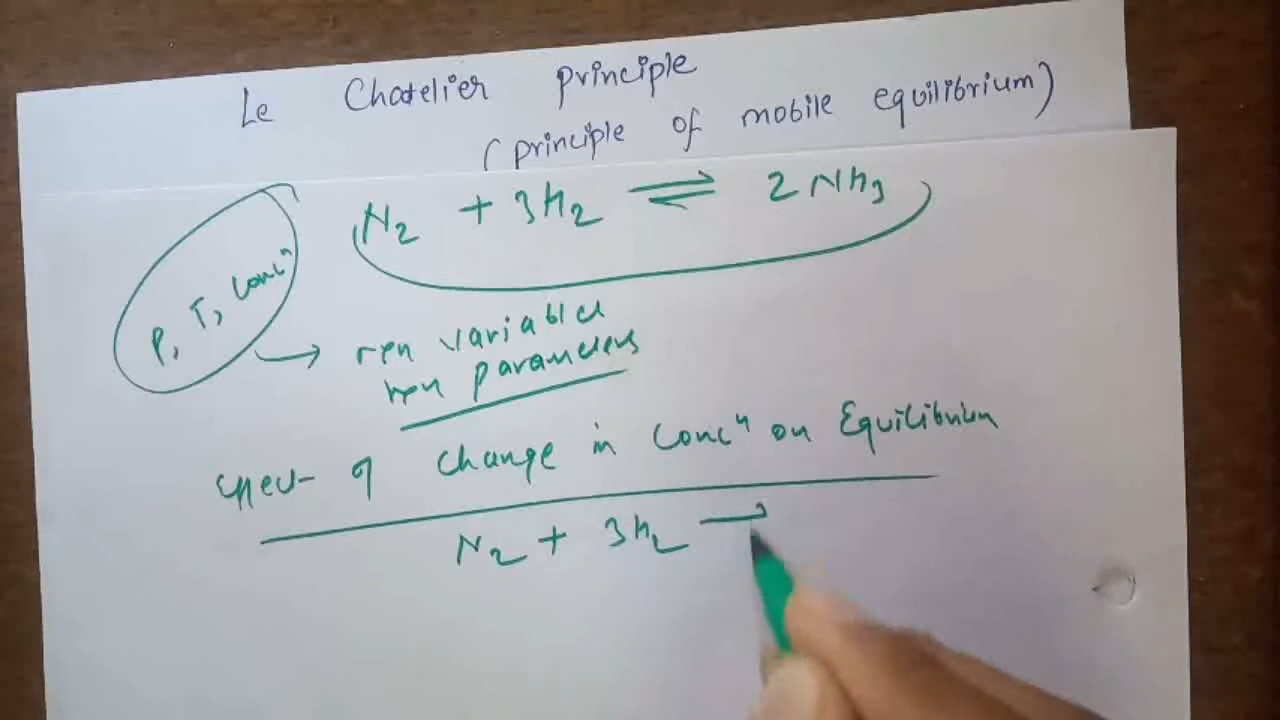 Le Chatelier principle
(principle of mobile equilibrium)
N2 + 3H2 ⇌ 2NH3
P, T, Concⁿ
→ rxn variables
rxn parameters
Effect of change in Concⁿ on Equilibrium
N2 + 3H2 ⇀